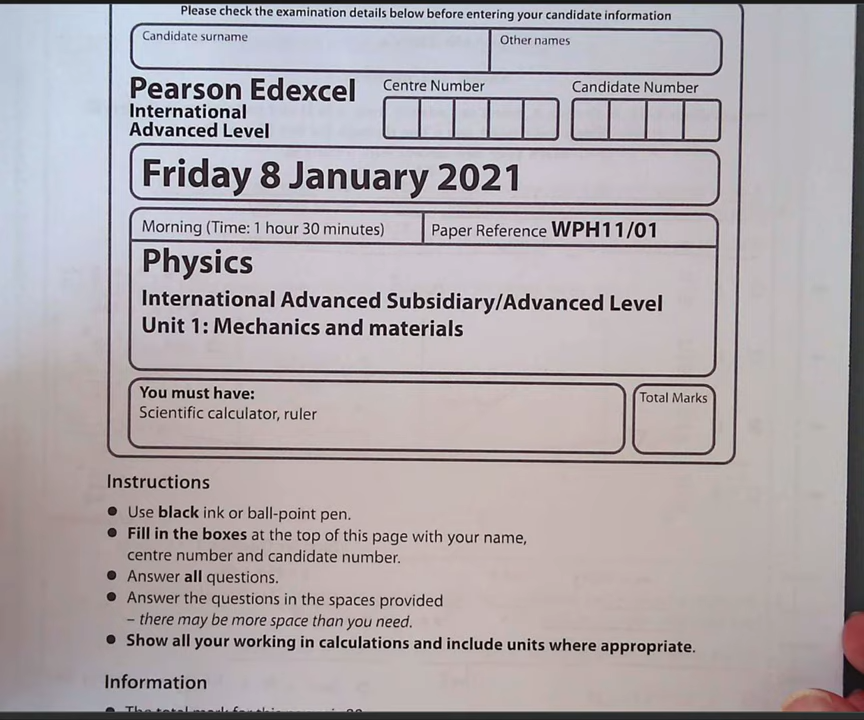 Please check the examination details below before entering your candidate information
Candidate surname
Other names
Pearson Edexcel
International
Advanced Level
Centre Number
Candidate Number
Friday 8 January 2021
Morning (Time: 1 hour 30 minutes)
Paper Reference WPH11/01
Physics
International Advanced Subsidiary/Advanced Level
Unit 1: Mechanics and materials
You must have:
Scientific calculator, ruler
Total Marks
Instructions
● Use black ink or ball-point pen.
● Fill in the boxes at the top of this page with your name,
centre number and candidate number.
● Answer all questions.
● Answer the questions in the spaces provided
– there may be more space than you need.
● Show all your working in calculations and include units where appropriate.
Information
● The total mark for this